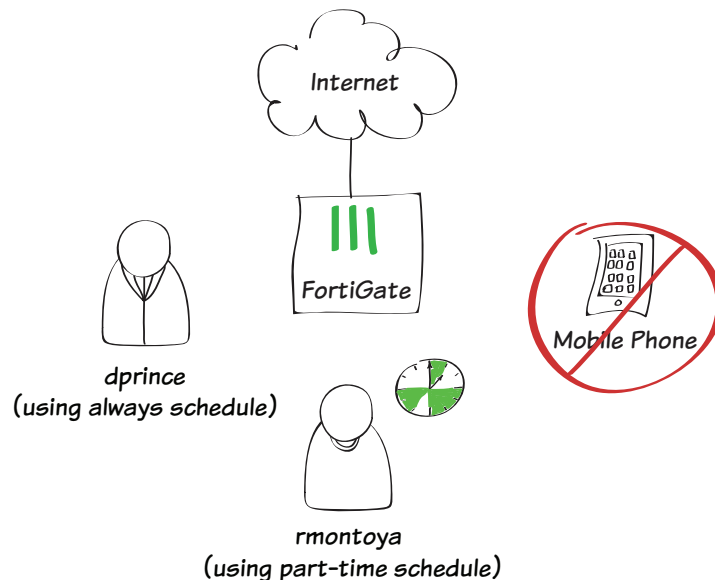 Internet
FortiGate
Mobile Phone
dprince
(using always schedule)
rmontoya
(using part-time schedule)